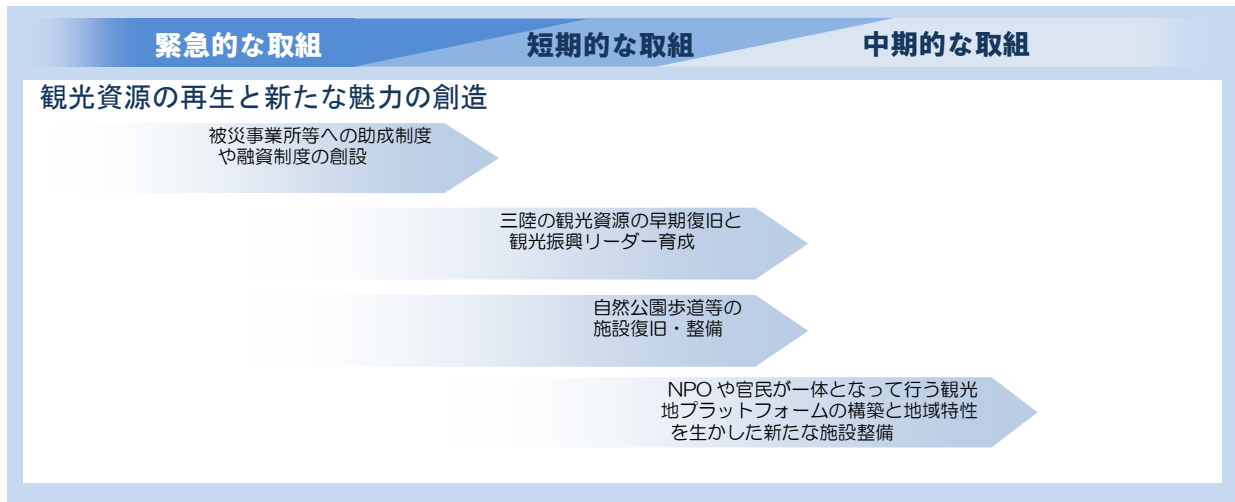 緊急的な取組
短期的な取組
中期的な取組
観光資源の再生と新たな魅力の創造
被災事業所等への助成制度
や融資制度の創設
三陸の観光資源の早期復旧と
観光振興リーダー育成
自然公園歩道等の
施設復旧・整備
NPO や官民が一体となって行う観光
地プラットフォームの構築と地域特性
を生かした新たな施設整備